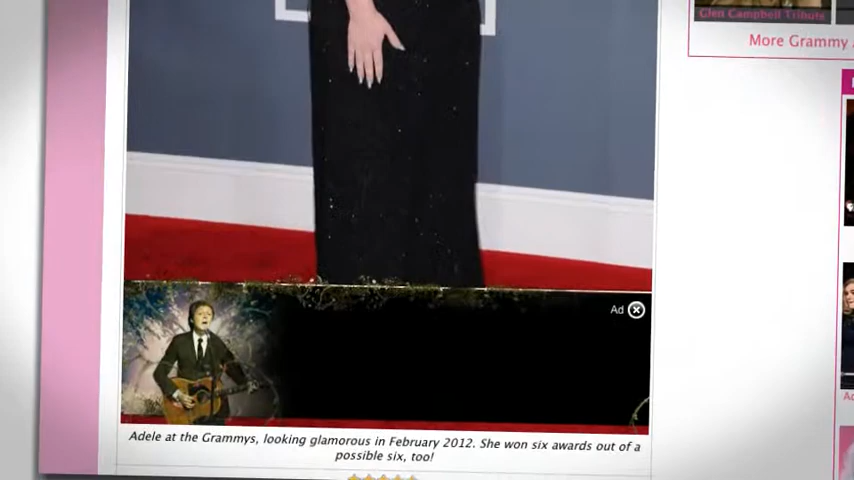 Glen Campbell Tribute
More Grammy
Ad
Adele at the Grammys, looking glamorous in February 2012. She won six awards out of a
possible six, too!